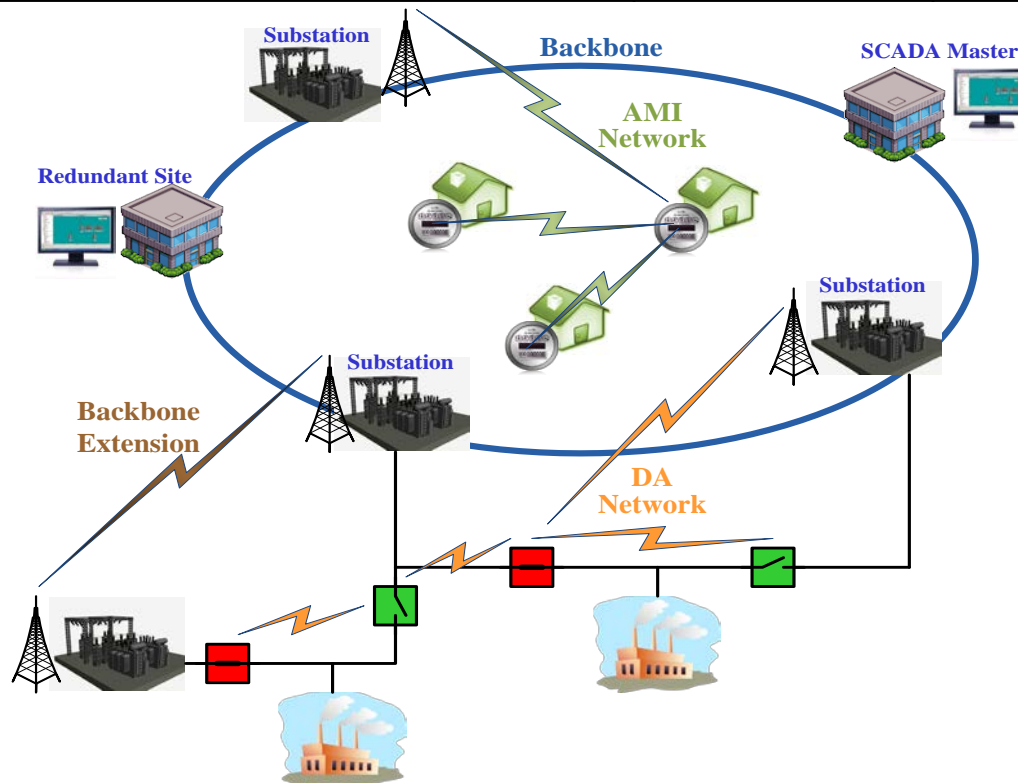 Substation
Backbone
SCADA Master
AMI
Network
Redundant Site
Substation
Substation
Backbone
Extension
DA
Network